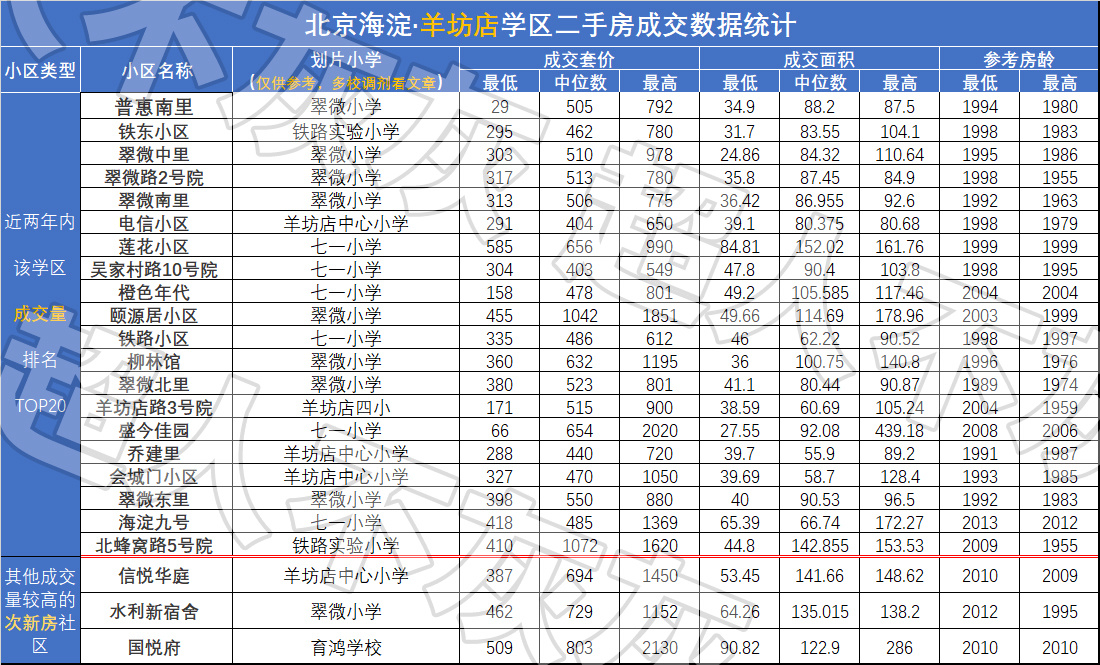 北京海淀·羊坊店学区二手房成交数据统计
小区类型 小区名称 划片小学 成交套价 成交面积 参考房龄
（仅供参考，多校调剂看文章） 最低 中位数 最高 最低 中位数 最高 最低 最高
普惠南里 翠微小学 29 505 792 34.9 88.2 87.5 1994 1980
铁东小区 铁路实验小学 295 462 780 31.7 83.55 104.1 1998 1983
翠微中里 翠微小学 303 510 978 24.86 84.32 110.64 1995 1986
翠微路2号院 翠微小学 317 513 780 35.8 87.45 84.9 1998 1955
翠微南里 翠微小学 313 506 775 36.42 86.955 92.6 1992 1963
近两年内 电信小区 羊坊店中心小学 291 404 650 39.1 80.375 80.68 1998 1979
莲花小区 七一小学 585 656 990 84.81 152.02 161.76 1999 1999
该学区 吴家村路10号院 七一小学 304 403 549 47.8 90.4 103.8 1998 1995
橙色年代 七一小学 158 478 801 49.2 105.585 117.46 2004 2004
成交量 颐源居小区 翠微小学 455 1042 1851 49.66 114.69 178.96 2003 1999
铁路小区 七一小学 335 486 612 46 62.22 90.52 1998 1997
排名 柳林馆 翠微小学 360 632 1195 36 100.75 140.8 1996 1976
翠微北里 翠微小学 380 523 801 41.1 80.44 90.87 1989 1974
TOP20 羊坊店路3号院 羊坊店四小 171 515 900 38.59 60.69 105.24 2004 1959
盛今佳园 七一小学 66 654 2020 27.55 92.08 439.18 2008 2006
乔建里 羊坊店中心小学 288 440 720 39.7 55.9 89.2 1991 1987
会城门小区 羊坊店中心小学 327 470 1050 39.69 58.7 128.4 1993 1985
翠微东里 翠微小学 398 550 880 40 90.53 96.5 1992 1983
海淀九号 七一小学 418 485 1369 65.39 66.74 172.27 2013 2012
北蜂窝路5号院 铁路实验小学 410 1072 1620 44.8 142.855 153.53 2009 1955
其他成交
量较高的
次新房社
区
信悦华庭 羊坊店中心小学 387 694 1450 53.45 141.66 148.62 2010 2009
水利新宿舍 翠微小学 462 729 1152 64.26 135.015 138.2 2012 1995
国悦府 育鸿学校 509 803 2130 90.82 122.9 286 2010 2010
超人不灰灰
超人不灰灰